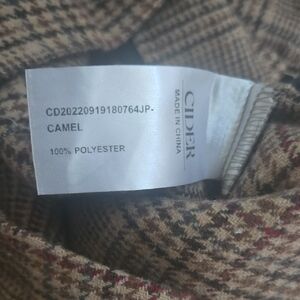 CD20220919180764JP-
CAMEL
100% POLYESTER
CIDER
MADE IN CHINA